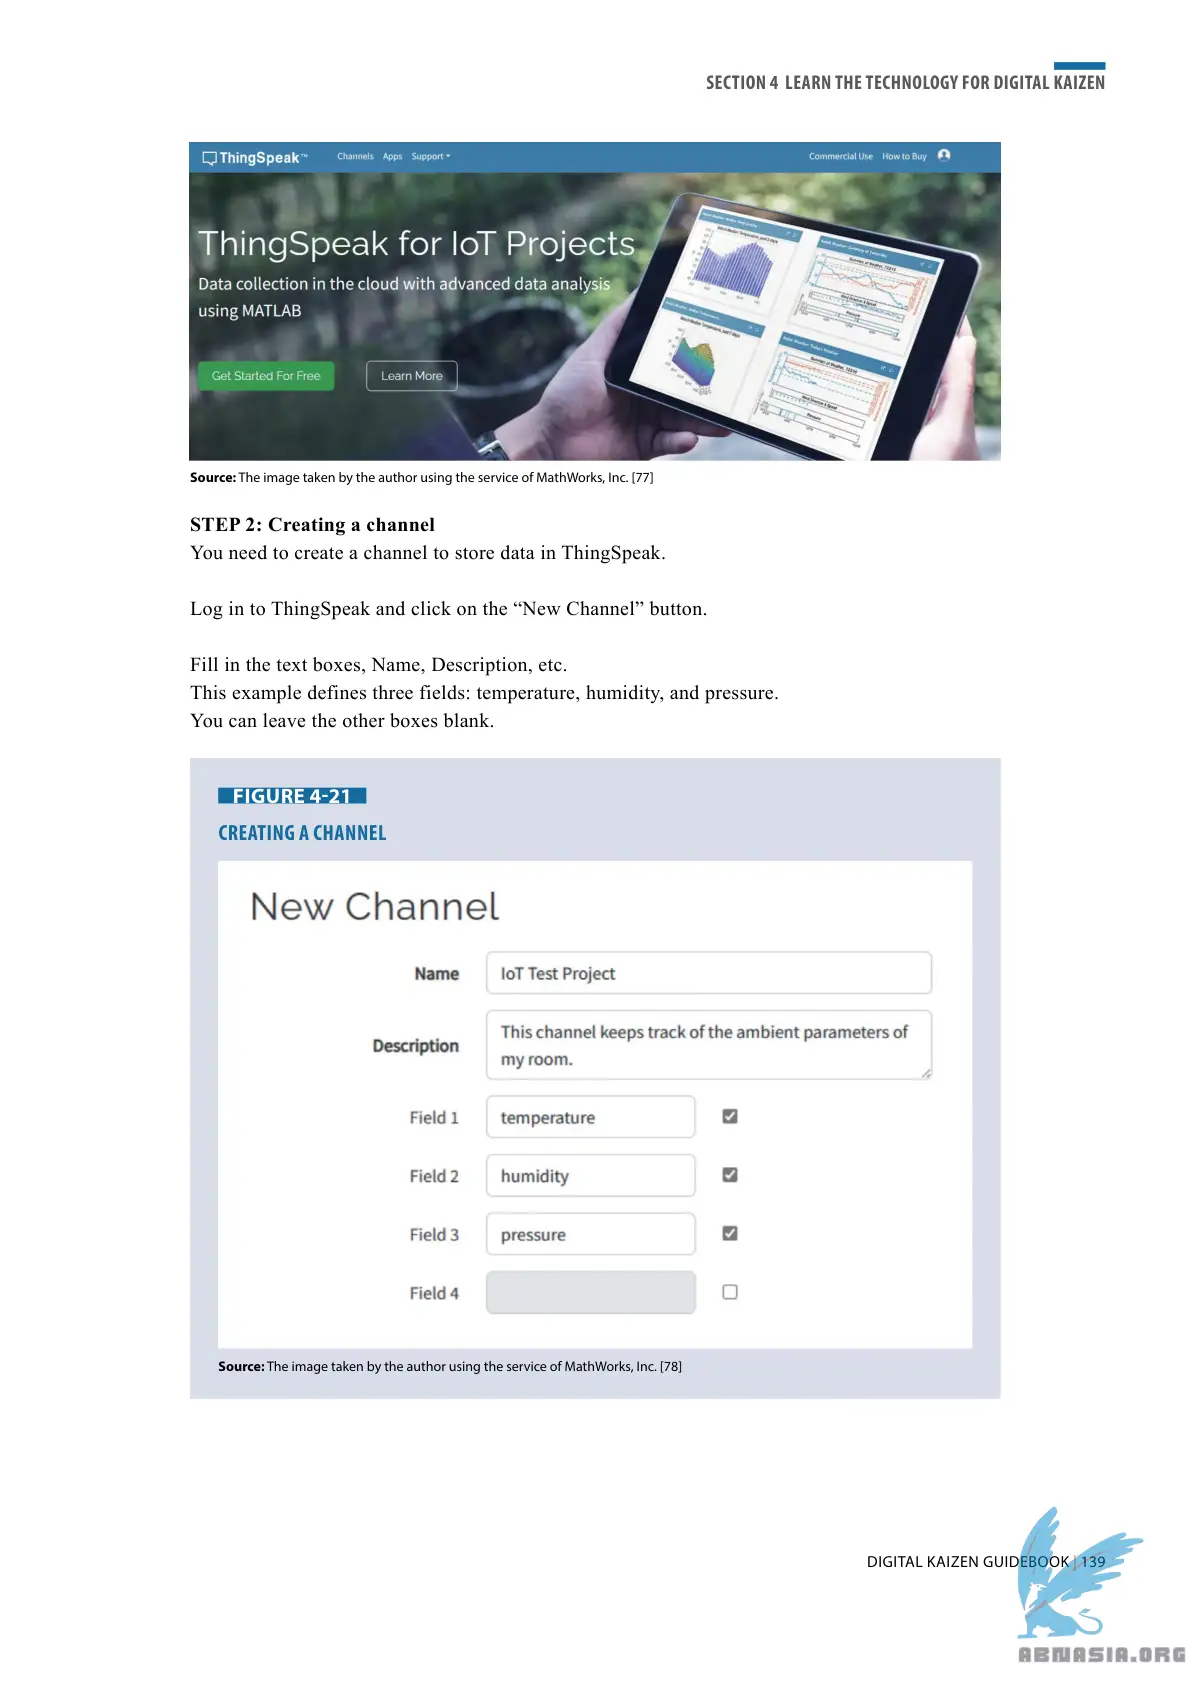 SECTION 4 LEARN THE TECHNOLOGY FOR DIGITAL KAIZEN
ThingSpeak™ Channels Apps Support Commercial Use How to Buy
ThingSpeak for IoT Projects
Data collection in the cloud with advanced data analysis
using MATLAB
Get Started For Free Learn More
Source: The image taken by the author using the service of MathWorks, Inc. [77]
STEP 2: Creating a channel
You need to create a channel to store data in ThingSpeak.
Log in to ThingSpeak and click on the “New Channel” button.
Fill in the text boxes, Name, Description, etc.
This example defines three fields: temperature, humidity, and pressure.
You can leave the other boxes blank.
FIGURE 4-21
CREATING A CHANNEL
New Channel
Name IoT Test Project
Description This channel keeps track of the ambient parameters of
my room.
Field 1 temperature
Field 2 humidity
Field 3 pressure
Field 4
Source: The image taken by the author using the service of MathWorks, Inc. [78]
DIGITAL KAIZEN GUIDEBOOK | 139
ABNASIA.ORG